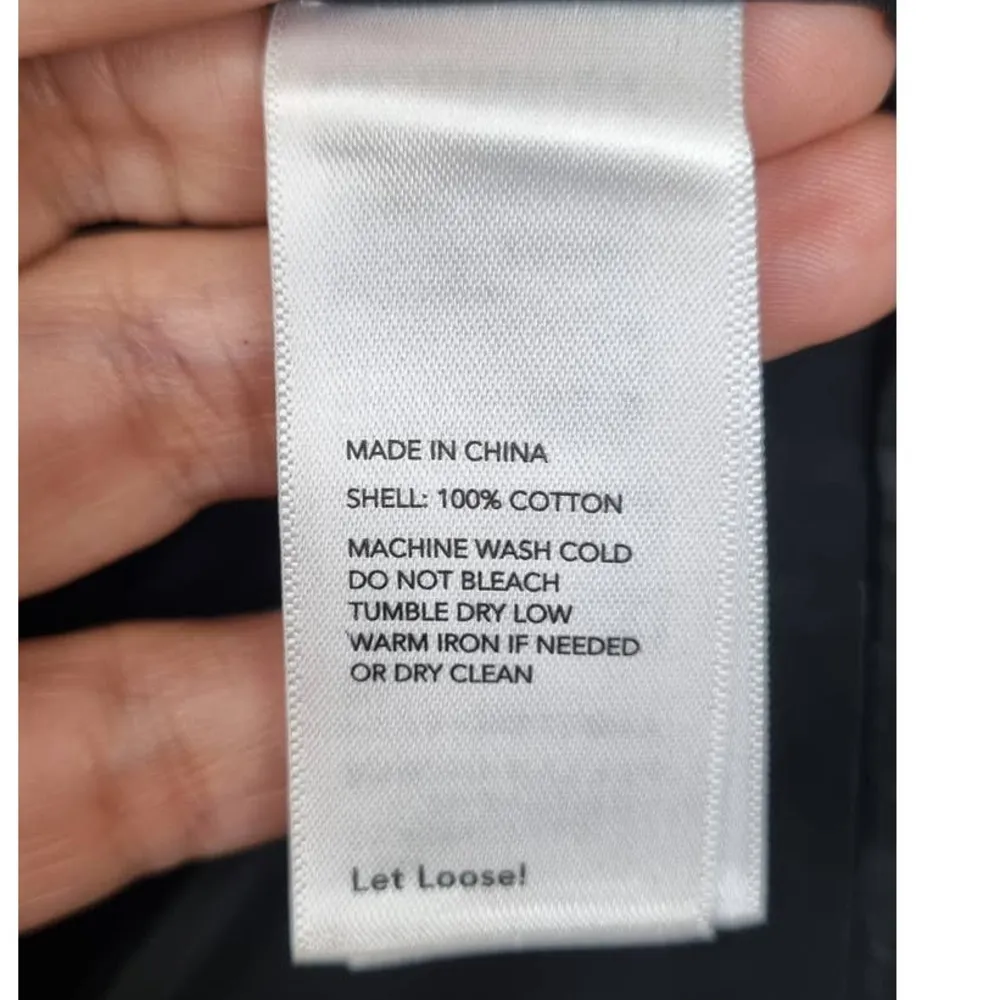 MADE IN CHINA
SHELL: 100% COTTON
MACHINE WASH COLD
DO NOT BLEACH
TUMBLE DRY LOW
WARM IRON IF NEEDED
OR DRY CLEAN
Let Loose!